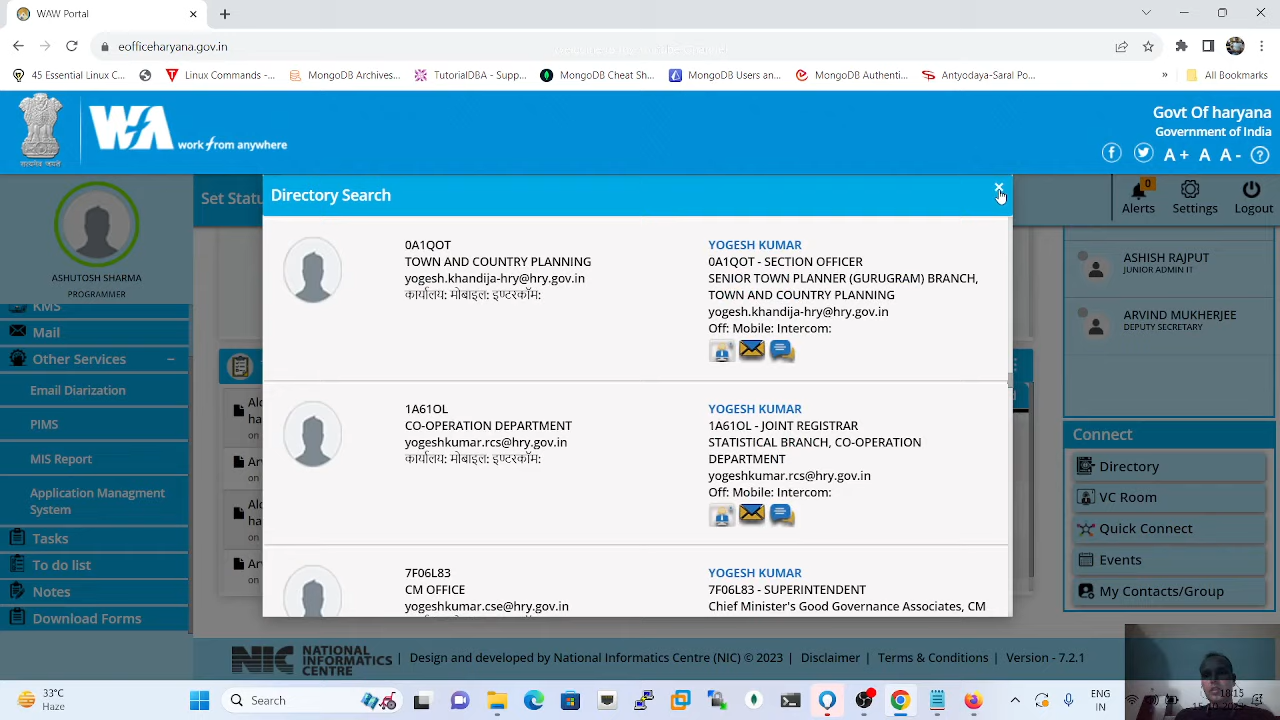 WAW Portal
eofficeharyana.gov.in
45 Essential Linux C...
Linux Commands -...
MongoDB Archives...
TutorialDBA - Supp...
MongoDB Cheat Sh...
MongoDB Users an...
MongoDB Authenti...
Antyodaya-Saral Po...
»
All Bookmarks
सत्यमेव जयते
WA work from anywhere
Govt Of haryana
Government of India
A + A A -
Set Statu
0
Alerts
Settings
Logout
ASHUTOSH SHARMA
PROGRAMMER
KMS
Mail
Other Services
Email Diarization
PIMS
MIS Report
Application Managment
System
Tasks
To do list
Notes
Download Forms
Directory Search
0A1QOT
TOWN AND COUNTRY PLANNING
yogesh.khandija-hry@hry.gov.in
कार्यालय: मोबाइल: इण्टरकॉम:
YOGESH KUMAR
0A1QOT - SECTION OFFICER
SENIOR TOWN PLANNER (GURUGRAM) BRANCH,
TOWN AND COUNTRY PLANNING
yogesh.khandija-hry@hry.gov.in
Off: Mobile: Intercom:
1A61OL
CO-OPERATION DEPARTMENT
yogeshkumar.rcs@hry.gov.in
कार्यालय: मोबाइल: इण्टरकॉम:
YOGESH KUMAR
1A61OL - JOINT REGISTRAR
STATISTICAL BRANCH, CO-OPERATION
DEPARTMENT
yogeshkumar.rcs@hry.gov.in
Off: Mobile: Intercom:
7F06L83
CM OFFICE
yogeshkumar.cse@hry.gov.in
YOGESH KUMAR
7F06L83 - SUPERINTENDENT
Chief Minister's Good Governance Associates, CM
AJISTH RAJPUT
JUNIOR ADMIN IT
ARVIND MUKHERJEE
DEPUTY SECRETARY
Connect
Directory
VC Room
Quick Connect
Events
My Contacts/Group
NIC NATIONAL
INFORMATICS
CENTRE
| Design and developed by National Informatics Centre (NIC) © 2023 | Disclaimer | Terms & Conditions | Version - 7.2.1
33°C
Haze
Search
ENG
IN
18:15